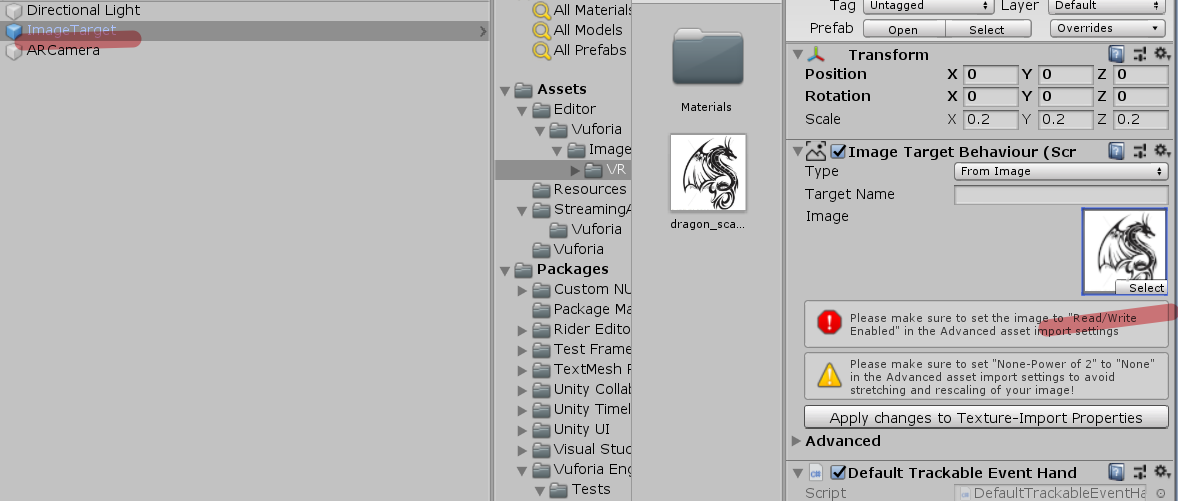 Directional Light
ImageTarget
ARCamera
All Materials
All Models
All Prefabs
Assets
Editor
Vuforia
Image
VR
Resources
StreamingA
Vuforia
Vuforia
Packages
Custom NU
Package Ma
Rider Edito
Test Frame
TextMesh P
Unity Collab
Unity Timel
Unity UI
Visual Stud
Vuforia Eng
Tests
Materials
dragon_sca...
Tag Untagged Layer Default
Prefab Open Select Overrides
Transform
Position X 0 Y 0 Z 0
Rotation X 0 Y 0 Z 0
Scale X 0.2 Y 0.2 Z 0.2
Image Target Behaviour (Scr
Type From Image
Target Name
Image
Select
Please make sure to set the image to "Read/Write
Enabled" in the Advanced asset import settings
Please make sure to set "None-Power of 2" to "None"
in the Advanced asset import settings to avoid
stretching and rescaling of your image!
Apply changes to Texture-Import Properties
Advanced
Default Trackable Event Hand
Script DefaultTrackableEventHa